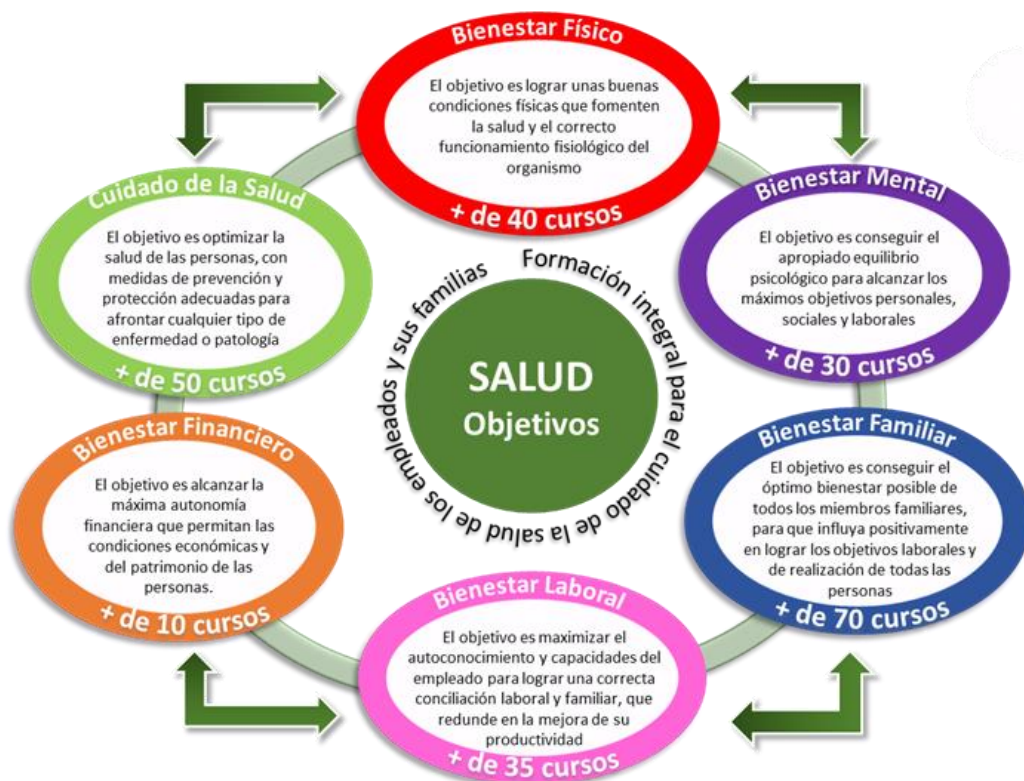 Bienestar Físico
El objetivo es lograr unas buenas
condiciones físicas que fomenten
la salud y el correcto
funcionamiento fisiológico del
organismo
+ de 40 cursos
Cuidado de la Salud
El objetivo es optimizar la
salud de las personas, con
medidas de prevención y
protección adecuadas para
afrontar cualquier tipo de
enfermedad o patología
+ de 50 cursos
Bienestar Mental
El objetivo es conseguir el
apropiado equilibrio
psicológico para alcanzar los
máximos objetivos personales,
sociales y laborales
+ de 30 cursos
Formación integral para el cuidado de la salud de los empleados y sus familias
SALUD
Objetivos
Bienestar Financiero
El objetivo es alcanzar la
máxima autonomía
financiera que permitan las
condiciones económicas y
del patrimonio de las
personas.
+ de 10 cursos
Bienestar Familiar
El objetivo es conseguir el
óptimo bienestar posible de
todos los miembros familiares,
para que influya positivamente
en lograr los objetivos laborales y
de realización de todas las
personas
+ de 70 cursos
Bienestar Laboral
El objetivo es maximizar el
autoconocimiento y capacidades del
empleado para lograr una correcta
conciliación laboral y familiar, que
redunde en la mejora de su
productividad
+ de 35 cursos